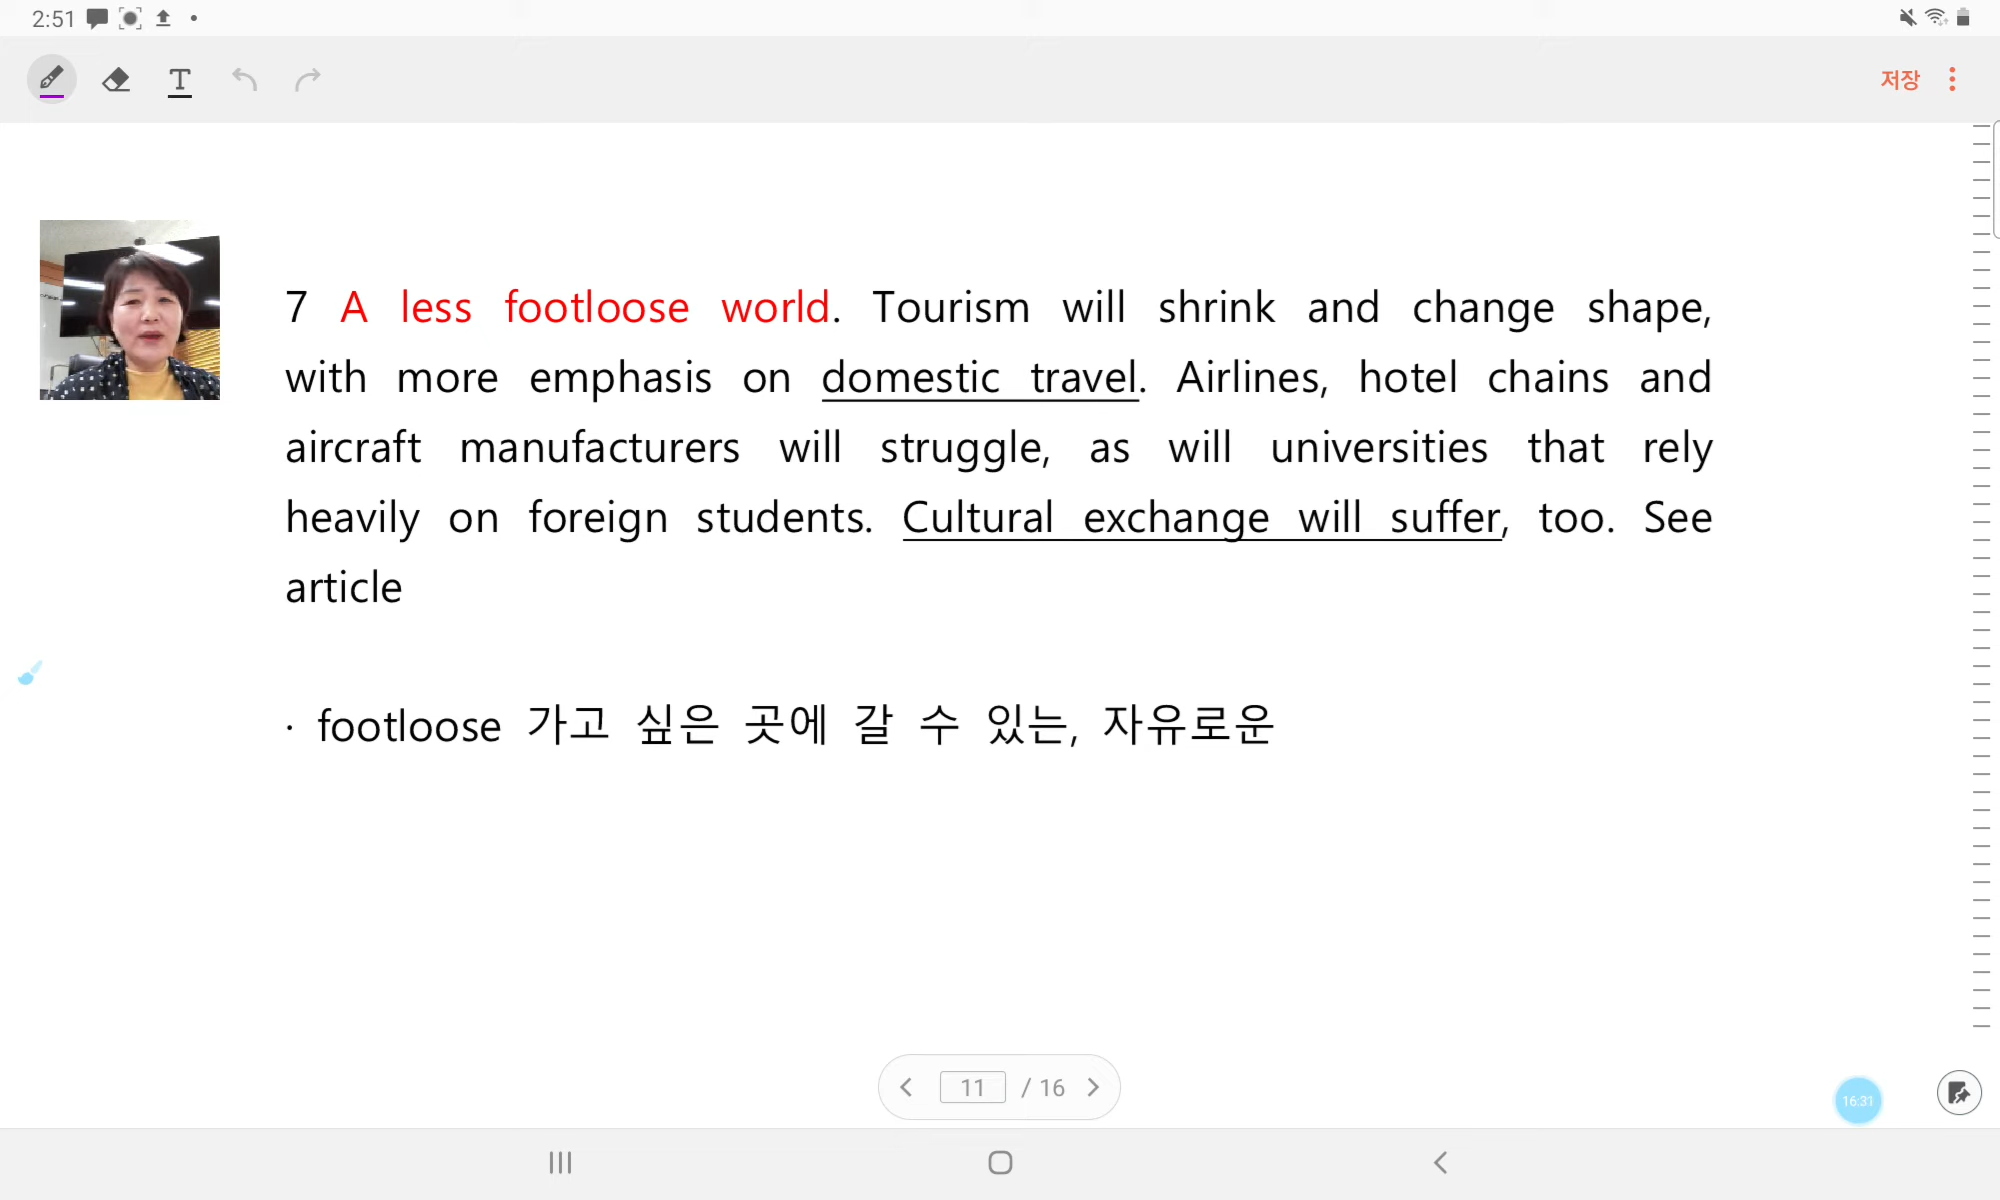 2:51
저장
7 A less footloose world. Tourism will shrink and change shape,
with more emphasis on domestic travel. Airlines, hotel chains and
aircraft manufacturers will struggle, as will universities that rely
heavily on foreign students. Cultural exchange will suffer, too. See
article
· footloose 가고 싶은 곳에 갈 수 있는, 자유로운
11 / 16
16:31